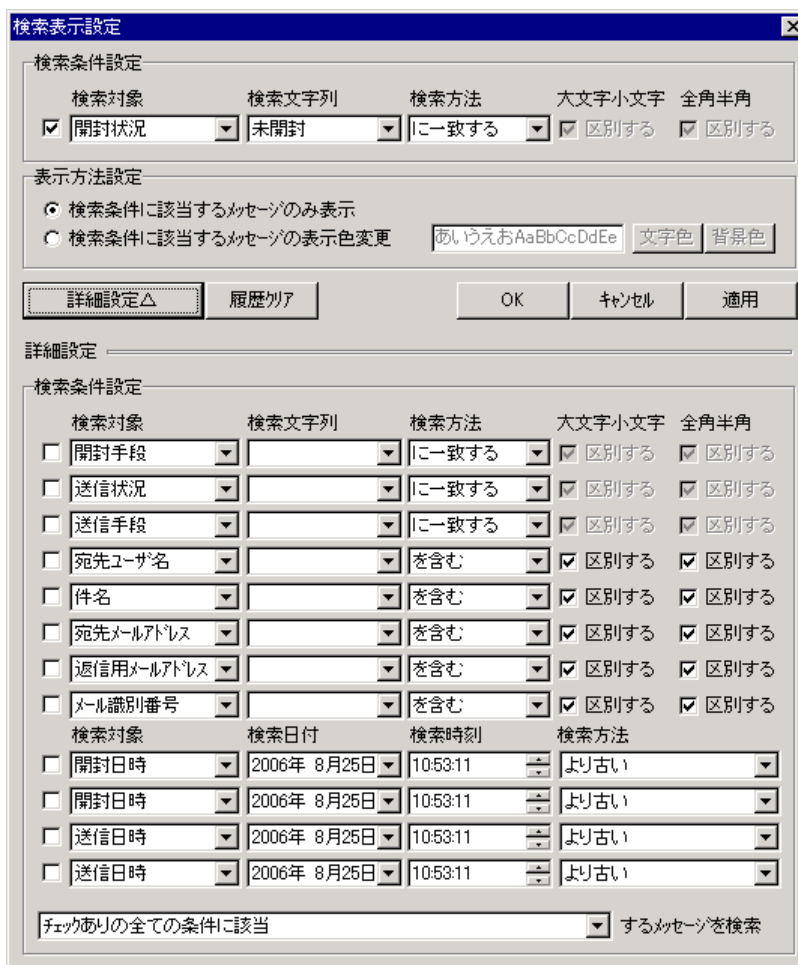 検索表示設定
検索条件設定
検索対象 検索文字列 検索方法 大文字小文字 全角半角
開封状況 未開封 に一致する 区別する 区別する
表示方法設定
検索条件に該当するメッセージのみ表示
検索条件に該当するメッセージの表示色変更 あいうえおAaBbCcDdEe 文字色 背景色
詳細設定△ 履歴クリア OK キャンセル 適用
詳細設定
検索条件設定
検索対象 検索文字列 検索方法 大文字小文字 全角半角
開封手段 に一致する 区別する 区別する
送信状況 に一致する 区別する 区別する
送信手段 に一致する 区別する 区別する
宛先ユーザ名 を含む 区別する 区別する
件名 を含む 区別する 区別する
宛先メールアドレス を含む 区別する 区別する
返信用メールアドレス を含む 区別する 区別する
メール識別番号 を含む 区別する 区別する
検索対象 検索日付 検索時刻 検索方法
開封日時 2006年 8月25日 10:53:11 より古い
開封日時 2006年 8月25日 10:53:11 より古い
送信日時 2006年 8月25日 10:53:11 より古い
送信日時 2006年 8月25日 10:53:11 より古い
チェックありの全ての条件に該当 するメッセージを検索